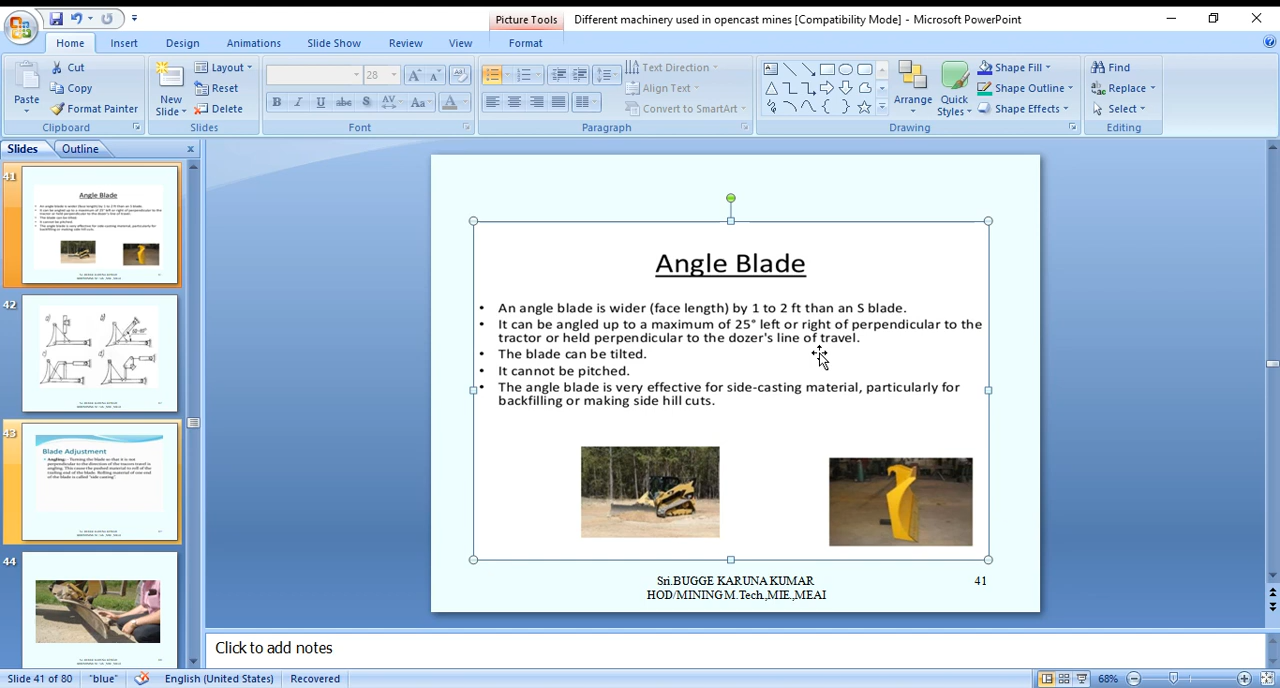 Picture Tools
Different machinery used in opencast mines [Compatibility Mode] - Microsoft PowerPoint
Home Insert Design Animations Slide Show Review View Format
Paste
Cut
Copy
Format Painter
Clipboard
New Slide
Layout
Reset
Delete
Slides
28
B I U abc S AV Aa A
Font
Text Direction
Align Text
Convert to SmartArt
Paragraph
Arrange
Quick Styles
Shape Fill
Shape Outline
Shape Effects
Drawing
Find
Replace
Select
Editing
Slides Outline
41
Angle Blade
42
43
Blade Adjustment
44
Angle Blade
• An angle blade is wider (face length) by 1 to 2 ft than an S blade.
• It can be angled up to a maximum of 25° left or right of perpendicular to the
tractor or held perpendicular to the dozer's line of travel.
• The blade can be tilted.
• It cannot be pitched.
• The angle blade is very effective for side-casting material, particularly for
backfilling or making side hill cuts.
Sri.BUGGE KARUNA KUMAR
HOD/MINING M.Tech.,MIE.,MEAI
41
Click to add notes
Slide 41 of 80 "blue" English (United States) Recovered 68%